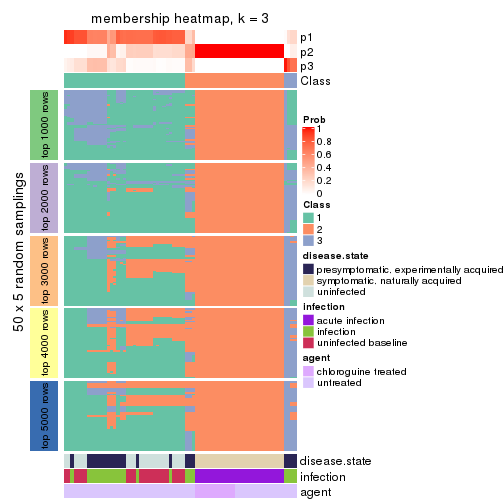 membership heatmap, k = 3
p1
p2
p3
Class
50 x 5 random samplings
top 1000 rows
top 2000 rows
top 3000 rows
top 4000 rows
top 5000 rows
disease.state
infection
agent
Prob
1
0.8
0.6
0.4
0.2
0
Class
1
2
3
disease.state
presymptomatic. experimentally acquired
symptomatic. naturally acquired
uninfected
infection
acute infection
infection
uninfected baseline
agent
chloroguine treated
untreated